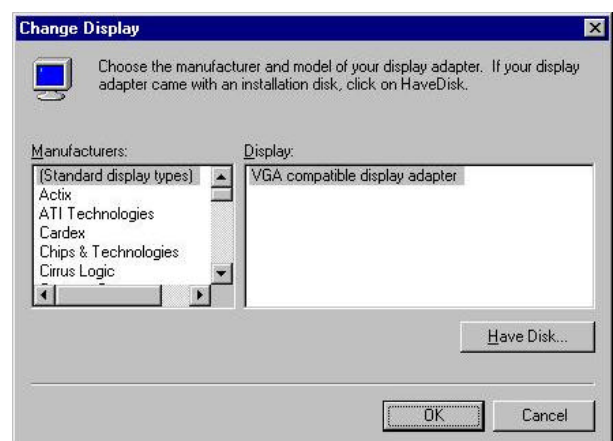 Change Display
Choose the manufacturer and model of your display adapter. If your display
adapter came with an installation disk, click on HaveDisk.
Manufacturers:
(Standard display types)
Actix
ATI Technologies
Cardex
Chips & Technologies
Cirrus Logic
Display:
VGA compatible display adapter
Have Disk...
OK
Cancel